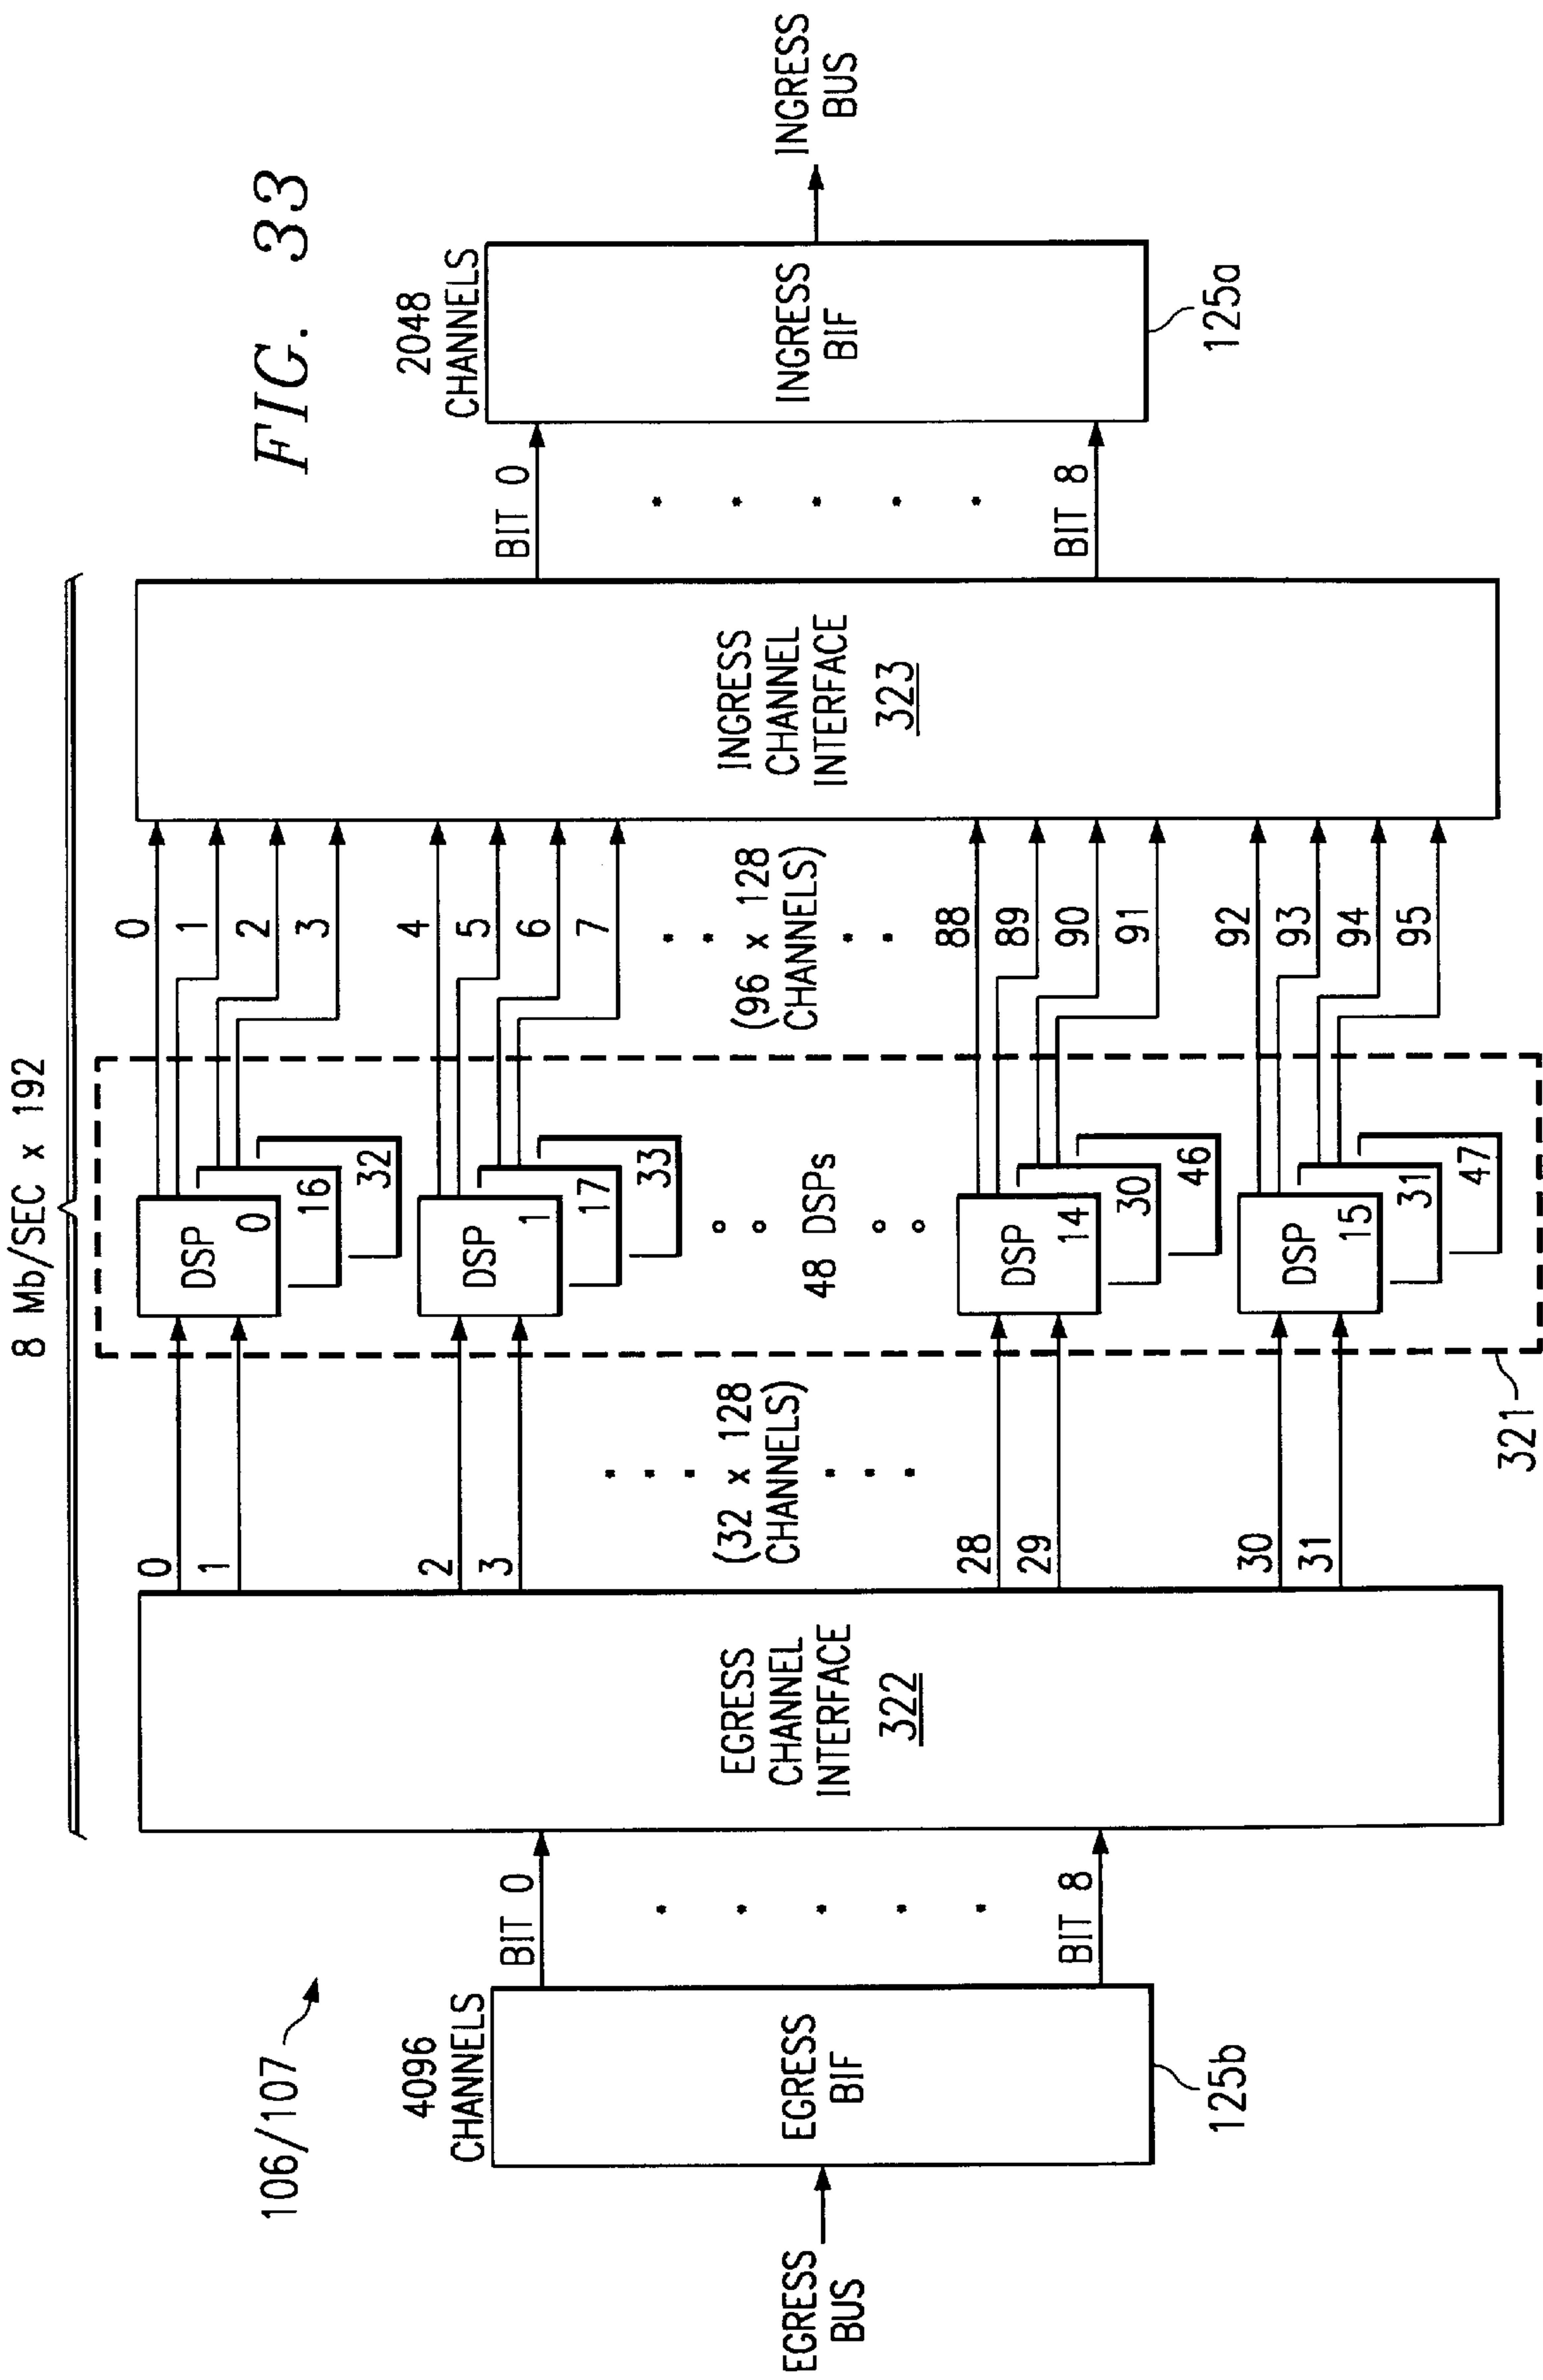 FIG. 33
8 Mb/SEC x 192
106/107
EGRESS
BUS
4096
CHANNELS
EGRESS
BIF
125b
BIT 0
BIT 8
EGRESS
CHANNEL
INTERFACE
322
0
1
2
3
(32 x 128
CHANNELS)
28
29
30
31
DSP
0
16
32
DSP
1
17
33
48 DSPs
DSP
14
30
46
DSP
15
31
47
321
0
1
2
3
4
5
6
7
(96 x 128
CHANNELS)
88
89
90
91
92
93
94
95
INGRESS
CHANNEL
INTERFACE
323
BIT 0
BIT 8
2048
CHANNELS
INGRESS
BIF
125a
INGRESS
BUS